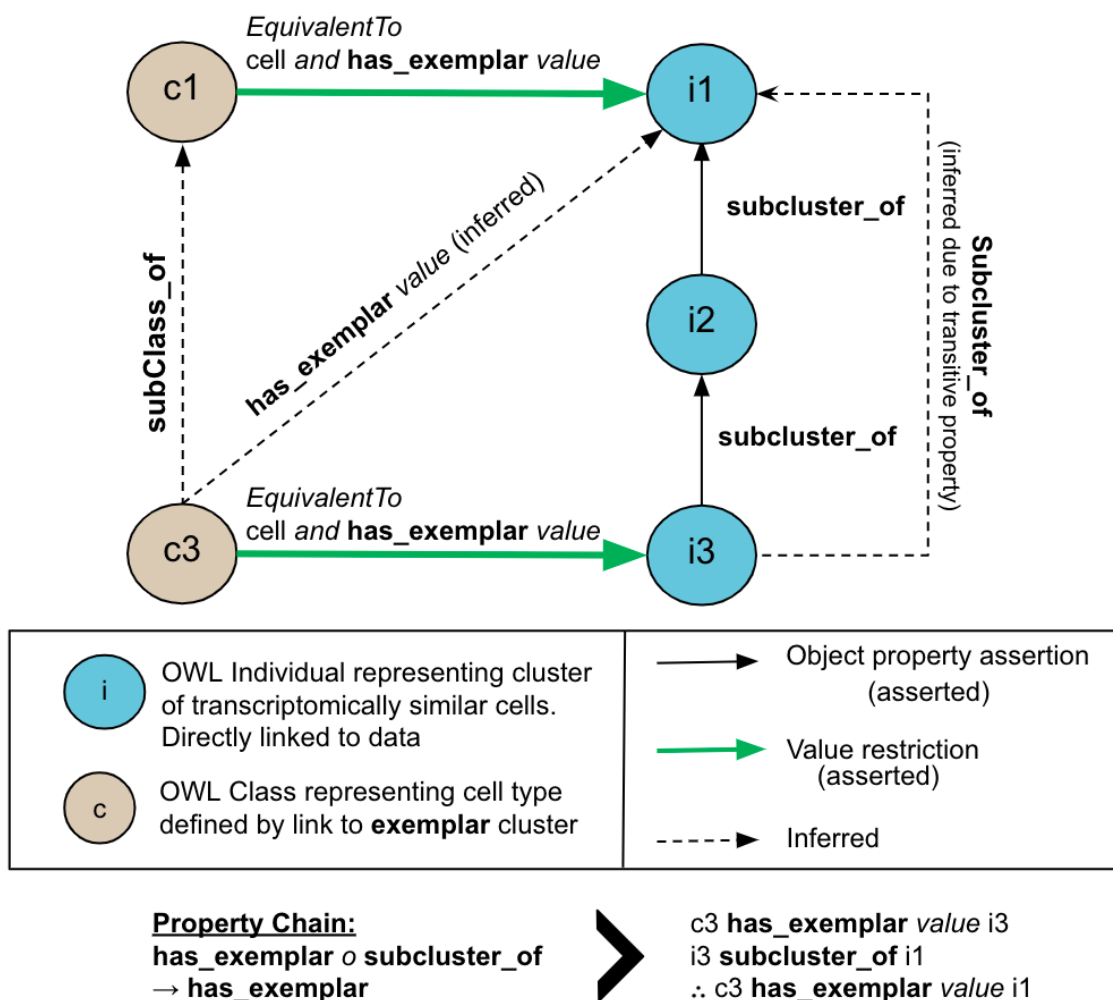 EquivalentTo
cell and has_exemplar value
c1
i1
subcluster_of
has_exemplar value (inferred)
subClass_of
Subcluster_of
(inferred due to transitive property)
i2
subcluster_of
EquivalentTo
cell and has_exemplar value
c3
i3
i
OWL Individual representing cluster
of transcriptomically similar cells.
Directly linked to data
c
OWL Class representing cell type
defined by link to exemplar cluster
Object property assertion
(asserted)
Value restriction
(asserted)
Inferred
Property Chain:
has_exemplar o subcluster_of
→ has_exemplar
c3 has_exemplar value i3
i3 subcluster_of i1
∴ c3 has_exemplar value i1